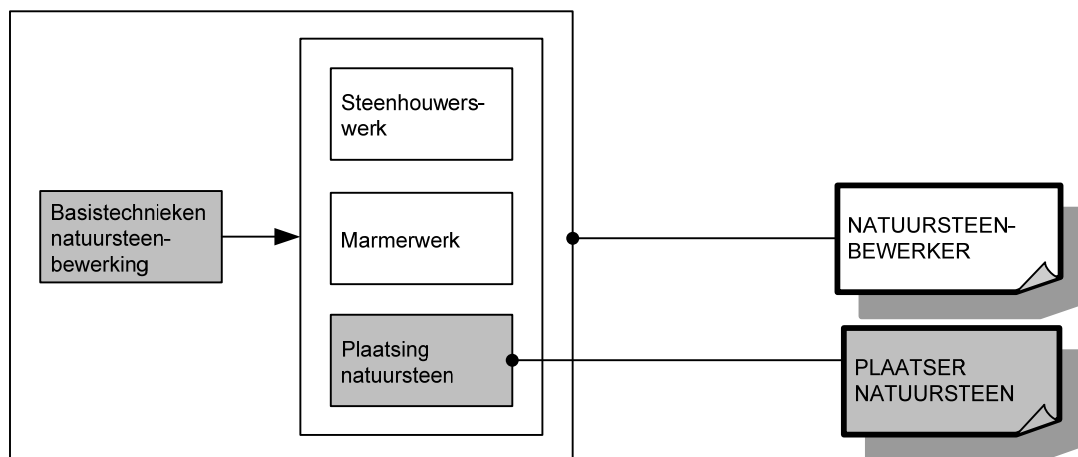 Steenhouwers-
werk
Basistechnieken
natuursteen-
bewerking
Marmerwerk
NATUURSTEEN-
BEWERKER
Plaatsing
natuursteen
PLAATSER
NATUURSTEEN